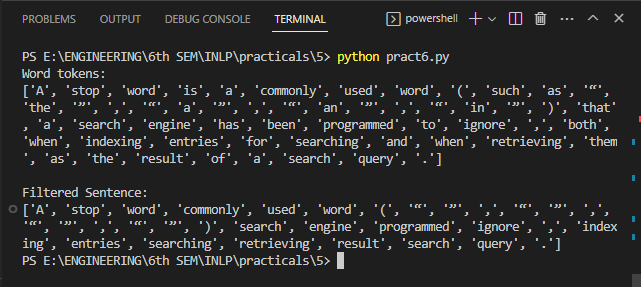 PROBLEMS OUTPUT DEBUG CONSOLE TERMINAL powershell
PS E:\ENGINEERING\6th SEM\INLP\practicals\5> python pract6.py
Word tokens:
['A', 'stop', 'word', 'is', 'a', 'commonly', 'used', 'word', '(', 'such', 'as', '“',
'the', '”', ',', '“', 'a', '”', ',', '“', 'an', '”', ',', '“', 'in', '”', ')', 'that'
, 'a', 'search', 'engine', 'has', 'been', 'programmed', 'to', 'ignore', ',', 'both',
'when', 'indexing', 'entries', 'for', 'searching', 'and', 'when', 'retrieving', 'them
', 'as', 'the', 'result', 'of', 'a', 'search', 'query', '.']
Filtered Sentence:
['A', 'stop', 'word', 'commonly', 'used', 'word', '(', '“', '”', ',', '“', '”', ',',
'“', '”', ',', '“', '”', ')', 'search', 'engine', 'programmed', 'ignore', ',', 'index
ing', 'entries', 'searching', 'retrieving', 'result', 'search', 'query', '.']
PS E:\ENGINEERING\6th SEM\INLP\practicals\5>